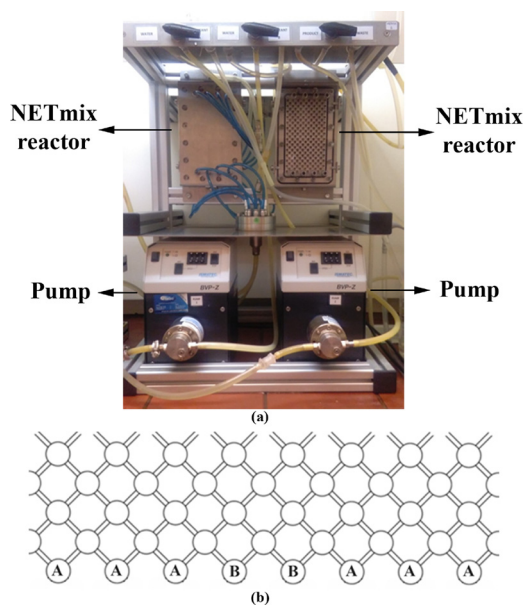 NETmix
reactor
NETmix
reactor
Pump
Pump
BVP-Z
BVP-Z
(a)
A A A B B A A A
(b)